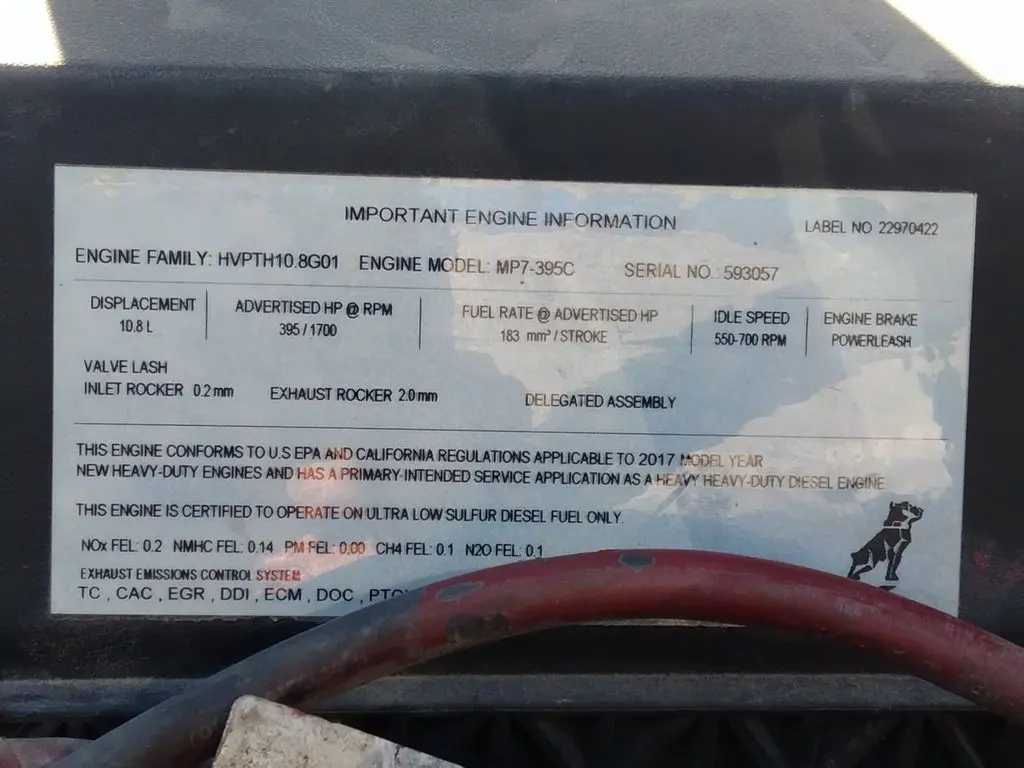 IMPORTANT ENGINE INFORMATION
LABEL NO 22970422
ENGINE FAMILY: HVPTH10.8G01 ENGINE MODEL: MP7-395C SERIAL NO : 593057
DISPLACEMENT ADVERTISED HP @ RPM FUEL RATE @ ADVERTISED HP IDLE SPEED ENGINE BRAKE
10.8 L 395 / 1700 183 mm³ / STROKE 550-700 RPM POWERLEASH
VALVE LASH
INLET ROCKER 0.2 mm EXHAUST ROCKER 2.0 mm DELEGATED ASSEMBLY
THIS ENGINE CONFORMS TO U.S EPA AND CALIFORNIA REGULATIONS APPLICABLE TO 2017 MODEL YEAR
NEW HEAVY-DUTY ENGINES AND HAS A PRIMARY-INTENDED SERVICE APPLICATION AS A HEAVY HEAVY-DUTY DIESEL ENGINE
THIS ENGINE IS CERTIFIED TO OPERATE ON ULTRA LOW SULFUR DIESEL FUEL ONLY.
NOx FEL: 0.2 NMHC FEL: 0.14 PM FEL: 0.00 CH4 FEL: 0.1 N2O FEL: 0.1
EXHAUST EMISSIONS CONTROL SYSTEM
TC , CAC , EGR , DDI , ECM , DOC ,